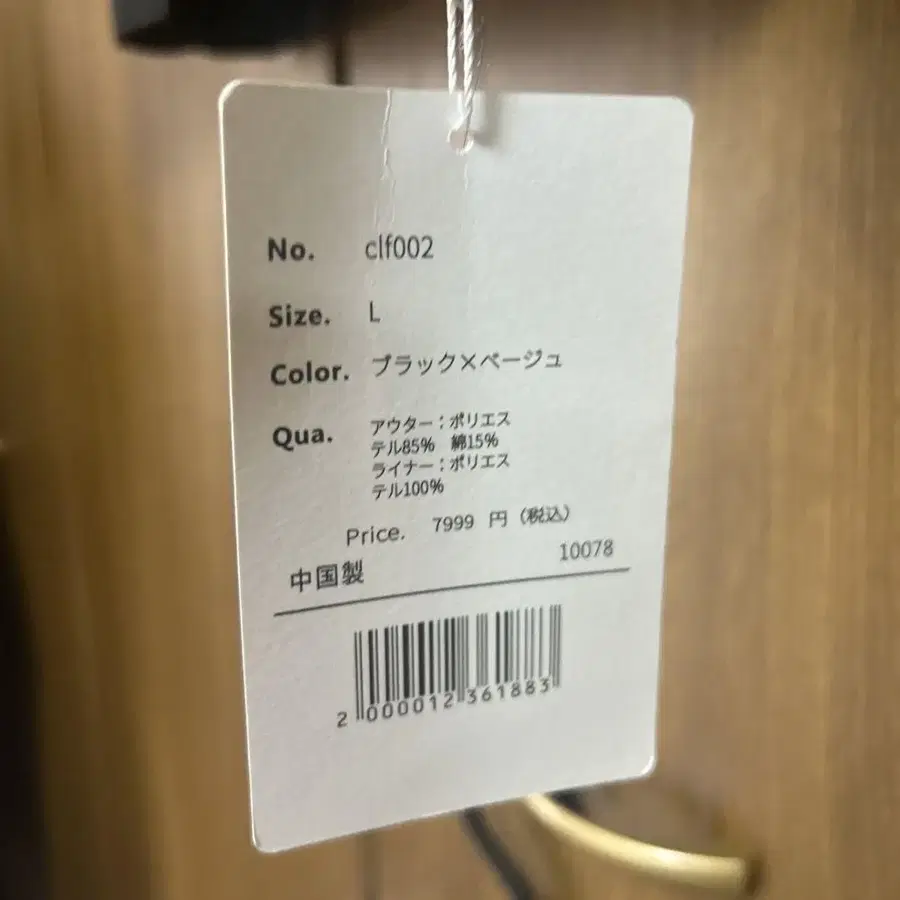 No. clf002
Size. L
Color. ブラック×ベージュ
Qua. アウター：ポリエス
テル85%　綿15%
ライナー：ポリエス
テル100%
Price. 7999 円（税込）
10078
中国製
2 000012 361883